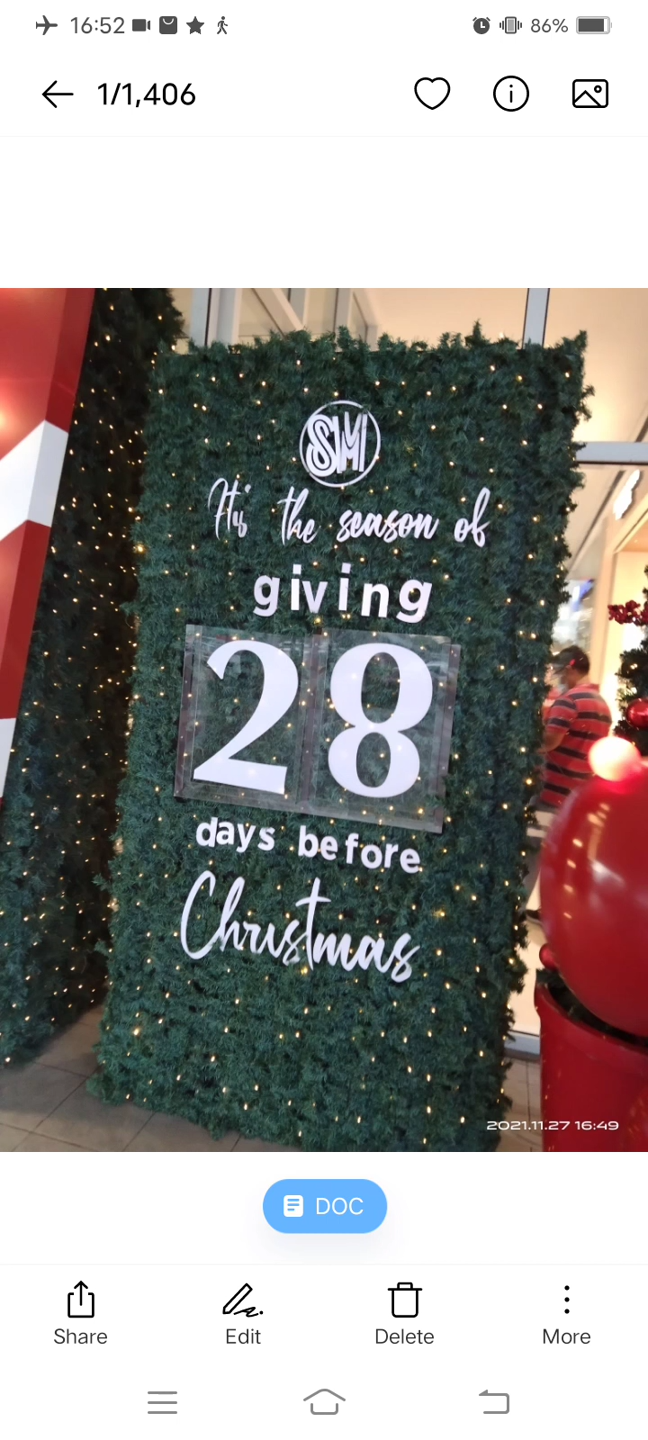 16:52
86%
1/1,406
SM
It's the season of
giving
28
days before
Christmas
2021.11.27 16:49
DOC
Share Edit Delete More